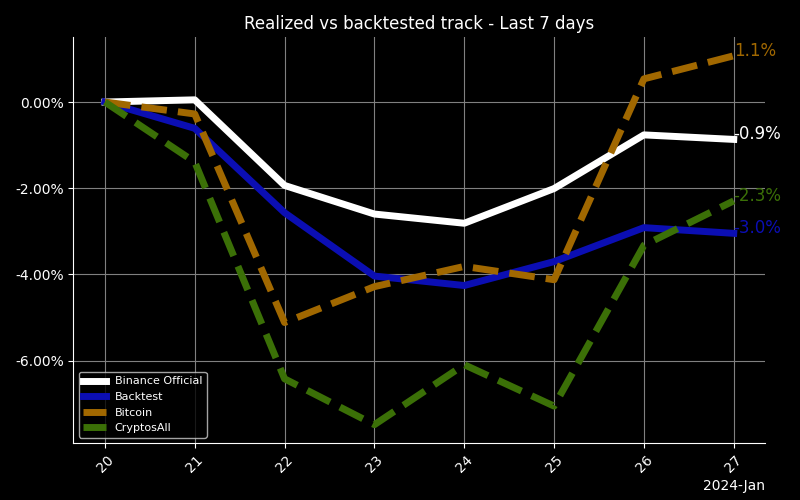 Realized vs backtested track - Last 7 days
1.1%
0.00%
-0.9%
-2.00%
-2.3%
-3.0%
-4.00%
-6.00%
Binance Official
Backtest
Bitcoin
CryptosAll
20 21 22 23 24 25 26 27
2024-Jan